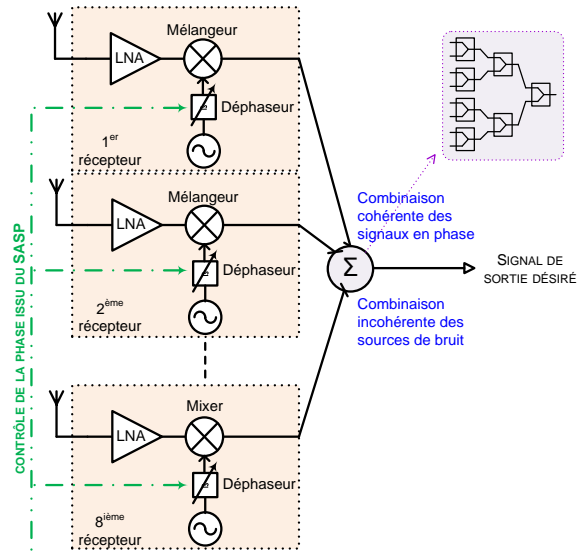 Mélangeur
LNA
Déphaseur
1er
récepteur
Mélangeur
LNA
Déphaseur
2ème
récepteur
Mixer
LNA
Déphaseur
8ième
récepteur
CONTRÔLE DE LA PHASE ISSU DU SASP
Combinaison
cohérente des
signaux en phase
Σ
Combinaison
incohérente des
sources de bruit
SIGNAL DE
SORTIE DÉSIRÉ